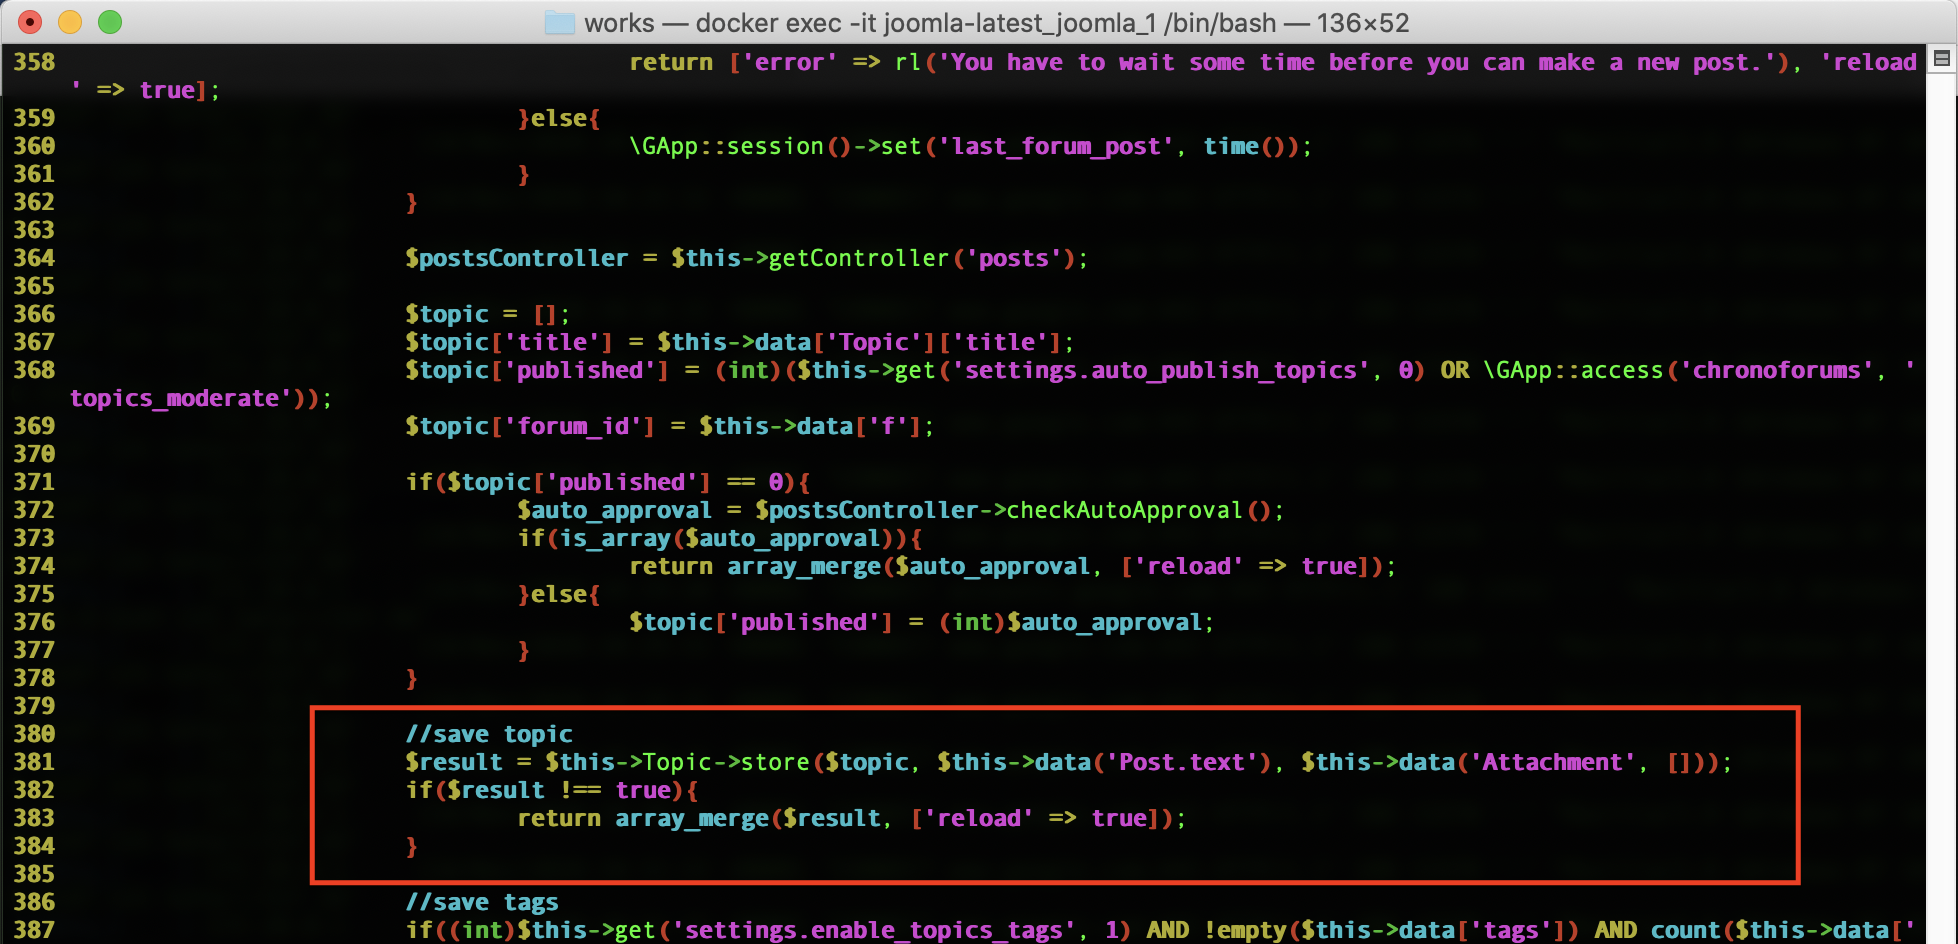 works — docker exec -it joomla-latest_joomla_1 /bin/bash — 136×52
358 return ['error' => rl('You have to wait some time before you can make a new post.'), 'reload
' => true];
359 }else{
360 \GApp::session()->set('last_forum_post', time());
361 }
362 }
363
364 $postsController = $this->getController('posts');
365
366 $topic = [];
367 $topic['title'] = $this->data['Topic']['title'];
368 $topic['published'] = (int)($this->get('settings.auto_publish_topics', 0) OR \GApp::access('chronoforums', '
topics_moderate'));
369 $topic['forum_id'] = $this->data['f'];
370
371 if($topic['published'] == 0){
372 $auto_approval = $postsController->checkAutoApproval();
373 if(is_array($auto_approval)){
374 return array_merge($auto_approval, ['reload' => true]);
375 }else{
376 $topic['published'] = (int)$auto_approval;
377 }
378 }
379
380 //save topic
381 $result = $this->Topic->store($topic, $this->data('Post.text'), $this->data('Attachment', []));
382 if($result !== true){
383 return array_merge($result, ['reload' => true]);
384 }
385
386 //save tags
387 if((int)$this->get('settings.enable_topics_tags', 1) AND !empty($this->data['tags']) AND count($this->data['